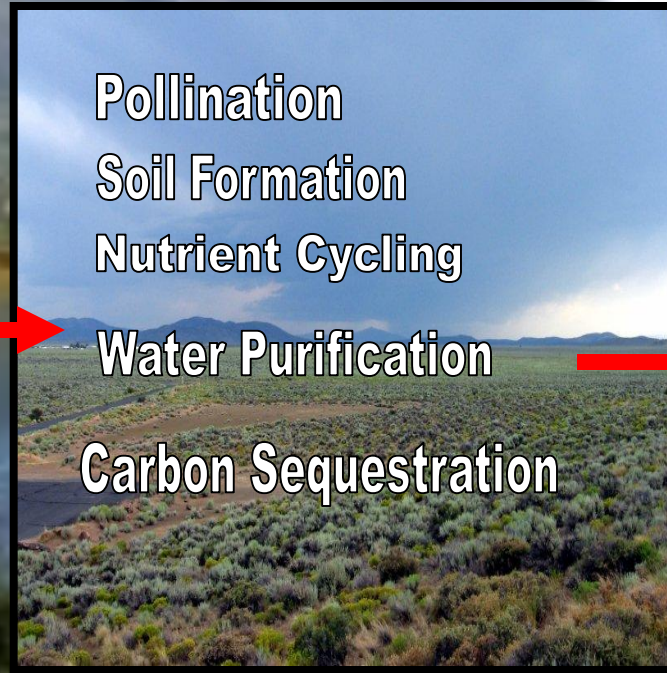 Pollination
Soil Formation
Nutrient Cycling
Water Purification
Carbon Sequestration